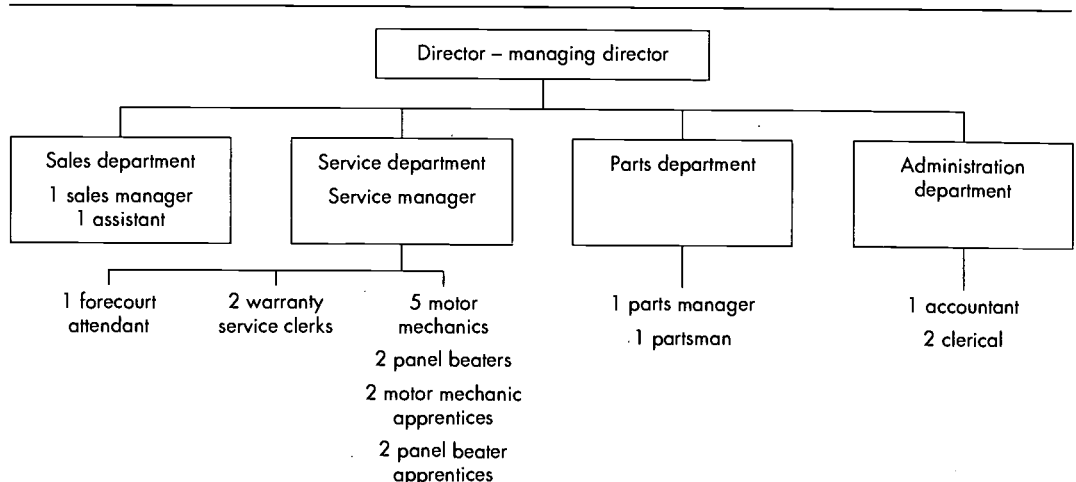 Director – managing director
Sales department
1 sales manager
1 assistant
Service department
Service manager
Parts department
Administration
department
1 forecourt
attendant
2 warranty
service clerks
5 motor
mechanics
2 panel beaters
2 motor mechanic
apprentices
2 panel beater
apprentices
1 parts manager
1 partsman
1 accountant
2 clerical